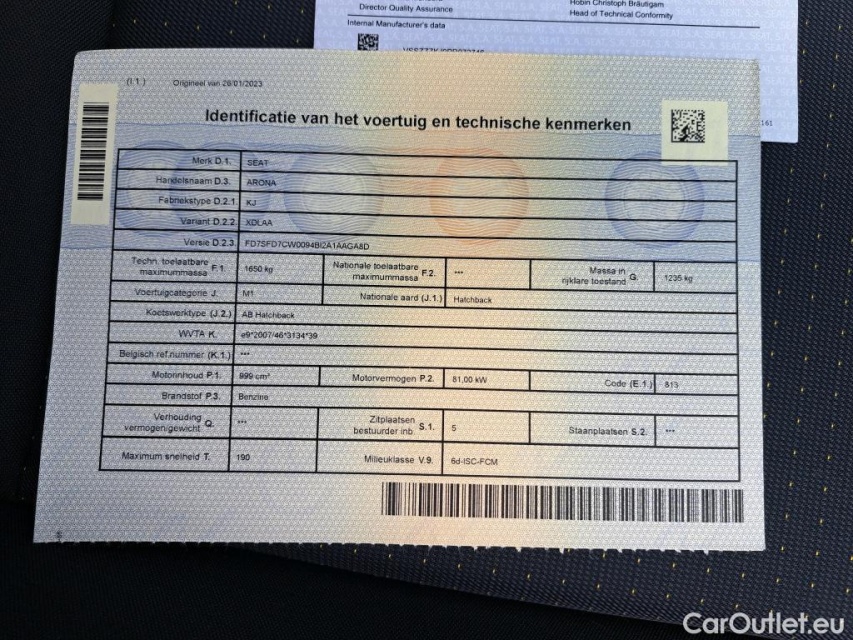 Director Quality Assurance
Robin Christoph Bräutigam
Head of Technical Conformity
Internal Manufacturer's data
161
(I.1.) Origineel van 26/01/2023
Identificatie van het voertuig en technische kenmerken
Merk D.1. SEAT
Handelsnaam D.3. ARONA
Fabriekstype D.2.1. KJ
Variant D.2.2. XDLAA
Versie D.2.3. FD7SFD7CW0094BI2A1AAGA8D
Techn. toelaatbare maximummassa F.1. 1650 kg Nationale toelaatbare maximummassa F.2. --- Massa in rijklare toestand G. 1235 kg
Voertuigcategorie J. M1 Nationale aard (J.1.) Hatchback
Koetswerktype (J.2.) AB Hatchback
WVTA K. e9*2007/46*3134*39
Belgisch ref.nummer (K.1.) ---
Motorinhoud P.1. 999 cm³ Motorvermogen P.2. 81,00 kW Code (E.1.) 813
Brandstof P.3. Benzine
Verhouding vermogen/gewicht Q. --- Zitplaatsen bestuurder inb. S.1. 5 Staanplaatsen S.2. ---
Maximum snelheid T. 190 Milieuklasse V.9. 6d-ISC-FCM
CarOutlet.eu